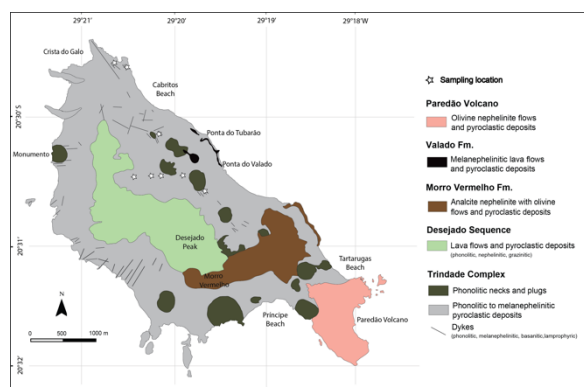 29°21'
29°20'
29°19'
29°18'W
Crista do Galo
Cabritos
Beach
20°30'S
Ponta do Tubarão
Monumento
Ponta do Valado
20°31'
Desejado
Peak
Tartarugas
Beach
Morro
Vermelho
N
Príncipe
Beach
Paredão Volcano
0 500 1000 m
20°32'
Sampling location
Paredão Volcano
Olivine nephelinite flows
and pyroclastic deposits
Valado Fm.
Melanephelinitic lava flows
and pyroclastic deposits
Morro Vermelho Fm.
Analcite nephelinite with olivine
flows and pyroclastic deposits
Desejado Sequence
Lava flows and pyroclastic deposits
(phonolitic, nephelinitic, grazinitic)
Trindade Complex
Phonolitic necks and plugs
Phonolitic to melanephelinitic
pyroclastic deposits
Dykes
(phonolitic, melanephelinitic, basanitic,lamprophyric)